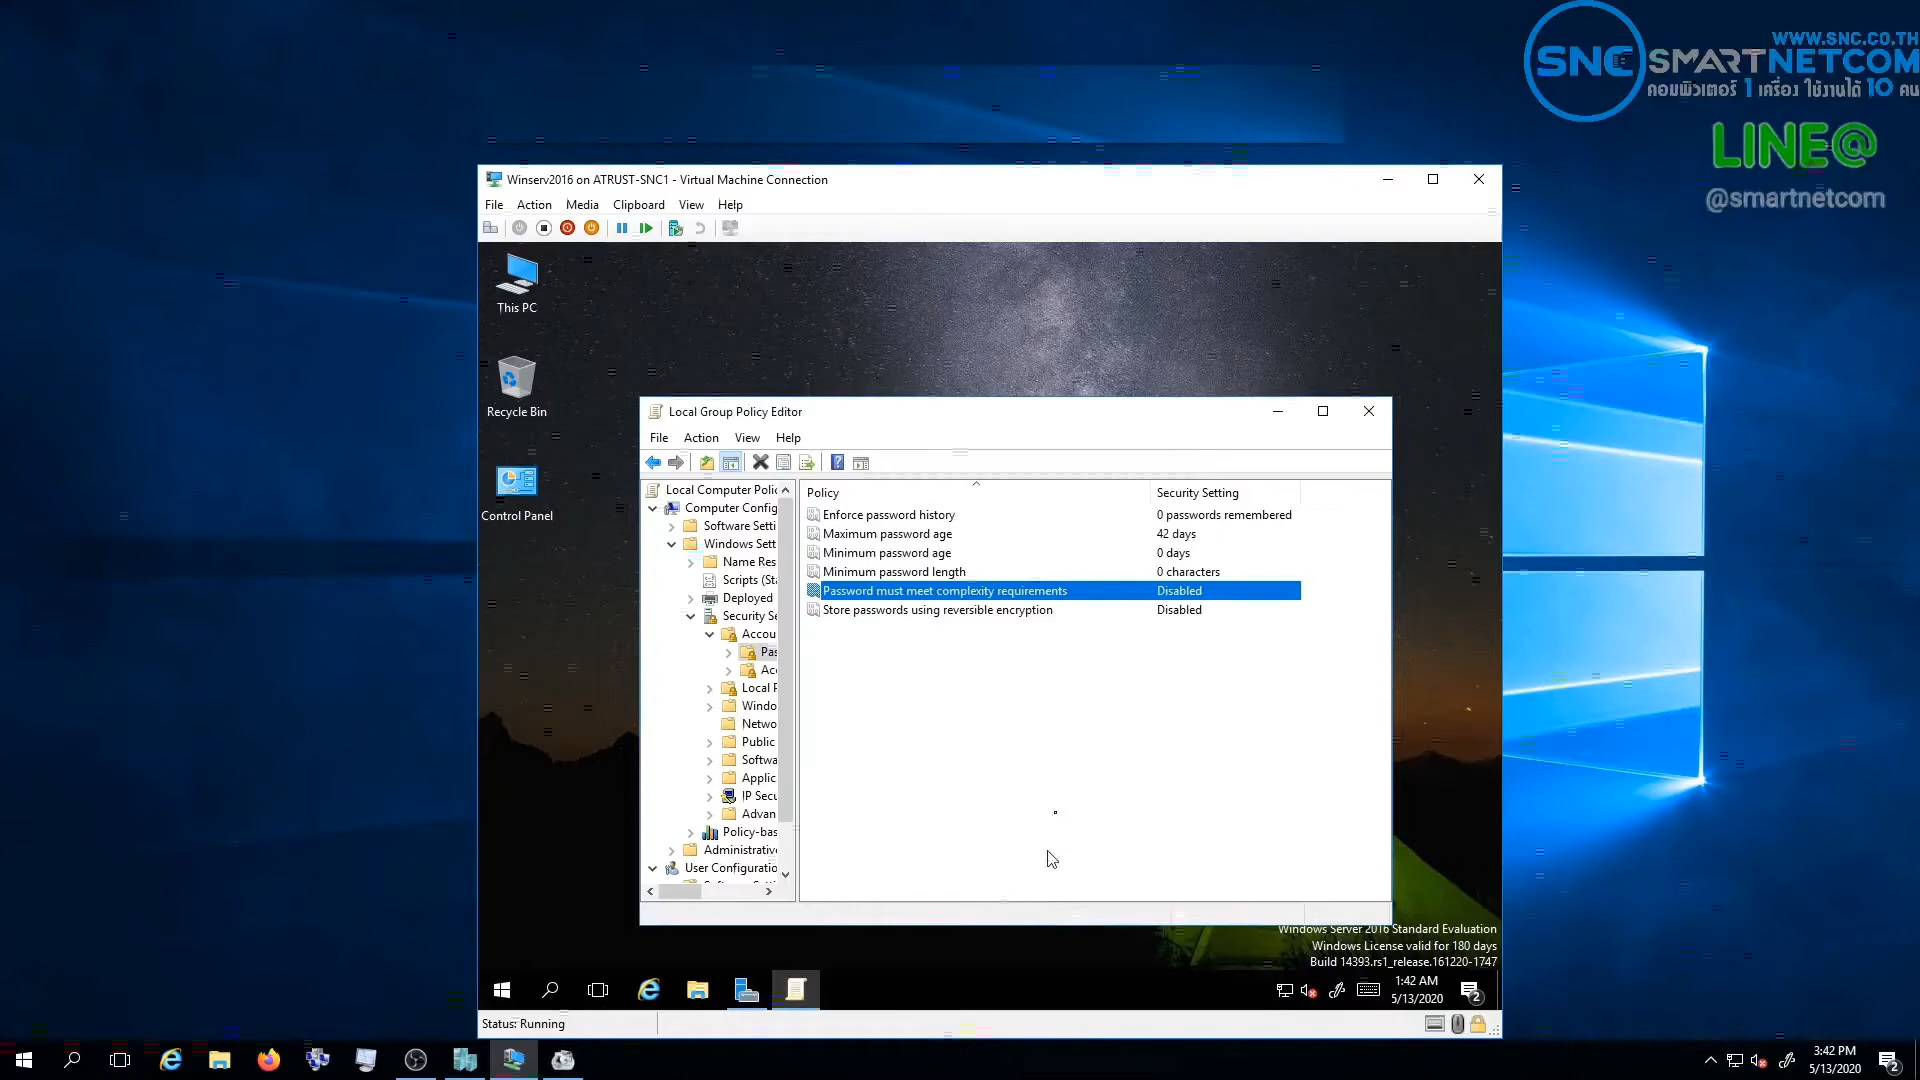 WWW.SNC.CO.TH
SNC SMARTNETCOM
คอมพิวเตอร์ 1 เครื่อง ใช้งานได้ 10 คน
LINE@
@smartnetcom
Winserv2016 on ATRUST-SNC1 - Virtual Machine Connection
File Action Media Clipboard View Help
This PC
Recycle Bin
Control Panel
Local Group Policy Editor
File Action View Help
Local Computer Polic
Computer Config
Software Setti
Windows Sett
Name Res
Scripts (Sta
Deployed
Security Se
Accou
Pas
Acc
Local P
Windo
Netwo
Public
Softwa
Applic
IP Secu
Advan
Policy-bas
Administrative
User Configuratio
Policy Security Setting
Enforce password history 0 passwords remembered
Maximum password age 42 days
Minimum password age 0 days
Minimum password length 0 characters
Password must meet complexity requirements Disabled
Store passwords using reversible encryption Disabled
Windows Server 2016 Standard Evaluation
Windows License valid for 180 days
Build 14393.rs1_release.161220-1747
1:42 AM
5/13/2020
2
Status: Running
3:42 PM
5/13/2020
2